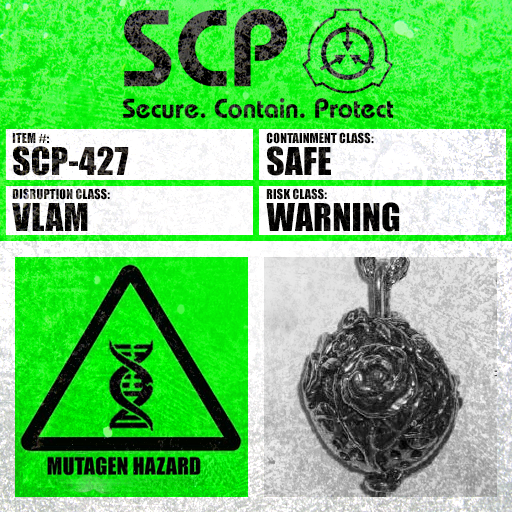 SCP
Secure. Contain. Protect
ITEM #:
SCP-427
CONTAINMENT CLASS:
SAFE
DISRUPTION CLASS:
VLAM
RISK CLASS:
WARNING
MUTAGEN HAZARD